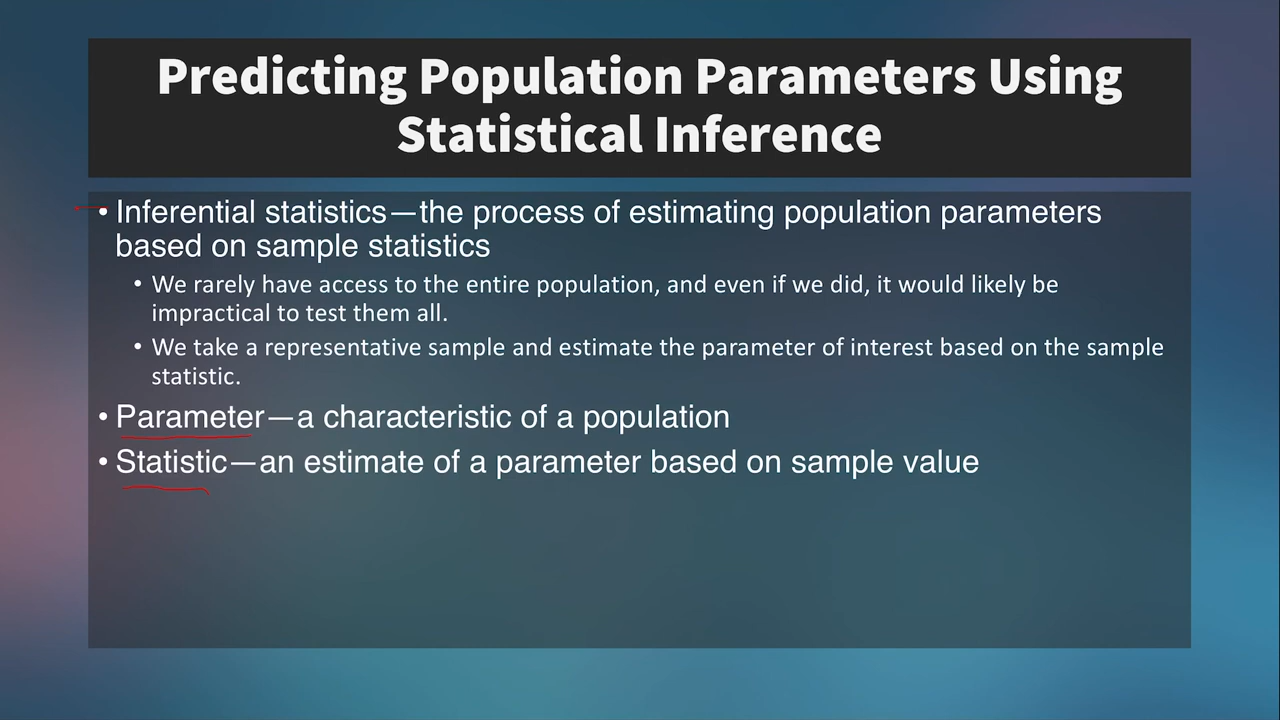 Predicting Population Parameters Using
Statistical Inference
• Inferential statistics—the process of estimating population parameters
based on sample statistics
• We rarely have access to the entire population, and even if we did, it would likely be
impractical to test them all.
• We take a representative sample and estimate the parameter of interest based on the sample
statistic.
• Parameter—a characteristic of a population
• Statistic—an estimate of a parameter based on sample value